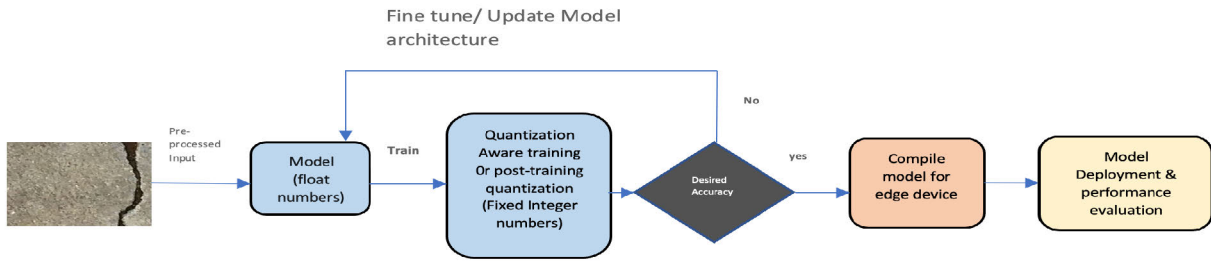 Fine tune/ Update Model
architecture
No
Pre-
processed
Input
Model
(float
numbers)
Train
Quantization
Aware training
0r post-training
quantization
(Fixed Integer
numbers)
Desired
Accuracy
yes
Compile
model for
edge device
Model
Deployment &
performance
evaluation